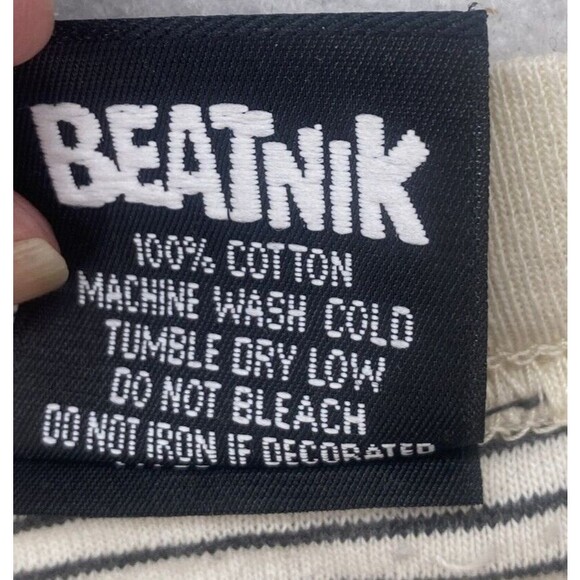 BEATNIK
100% COTTON
MACHINE WASH COLD
TUMBLE DRY LOW
DO NOT BLEACH
DO NOT IRON IF DECORATED